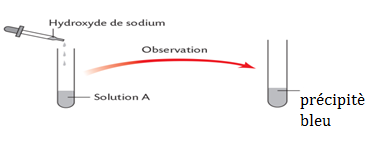 Hydroxyde de sodium
Observation
Solution A
précipitè
bleu